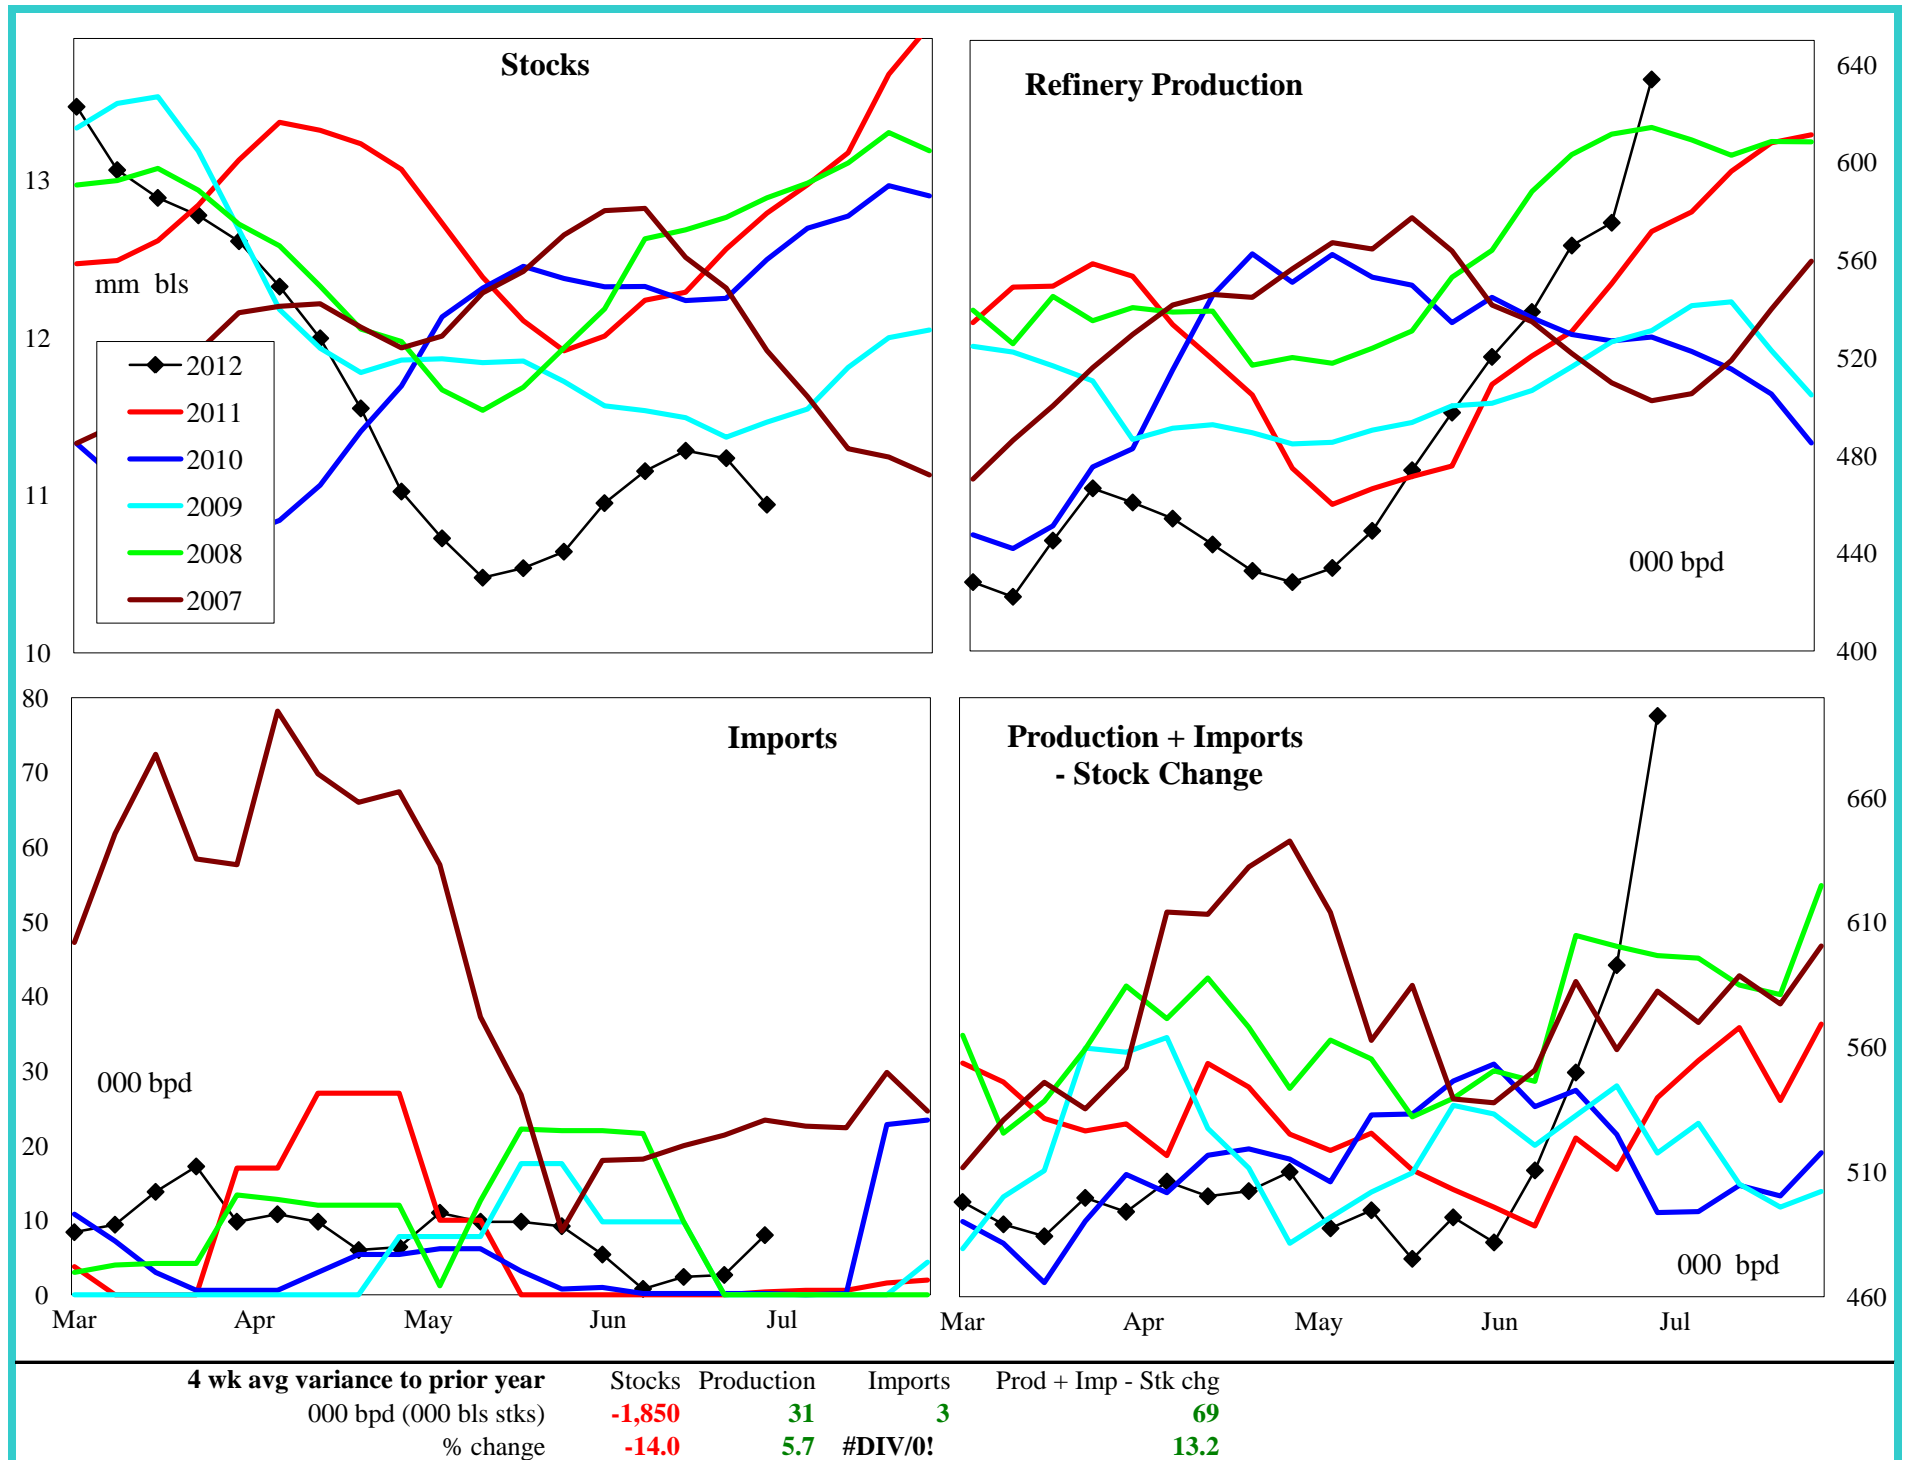 Stocks
13
mm bls
12
2012
2011
2010
2009
2008
2007
11
10
Refinery Production
640
600
560
520
480
440
400
000 bpd
80
70
60
50
40
30
20
10
0
Imports
000 bpd
Mar Apr May Jun Jul
Production + Imports
- Stock Change
660
610
560
510
460
000 bpd
Mar Apr May Jun Jul
4 wk avg variance to prior year Stocks Production Imports Prod + Imp - Stk chg
000 bpd (000 bls stks) -1,850 31 3 69
% change -14.0 5.7 #DIV/0! 13.2